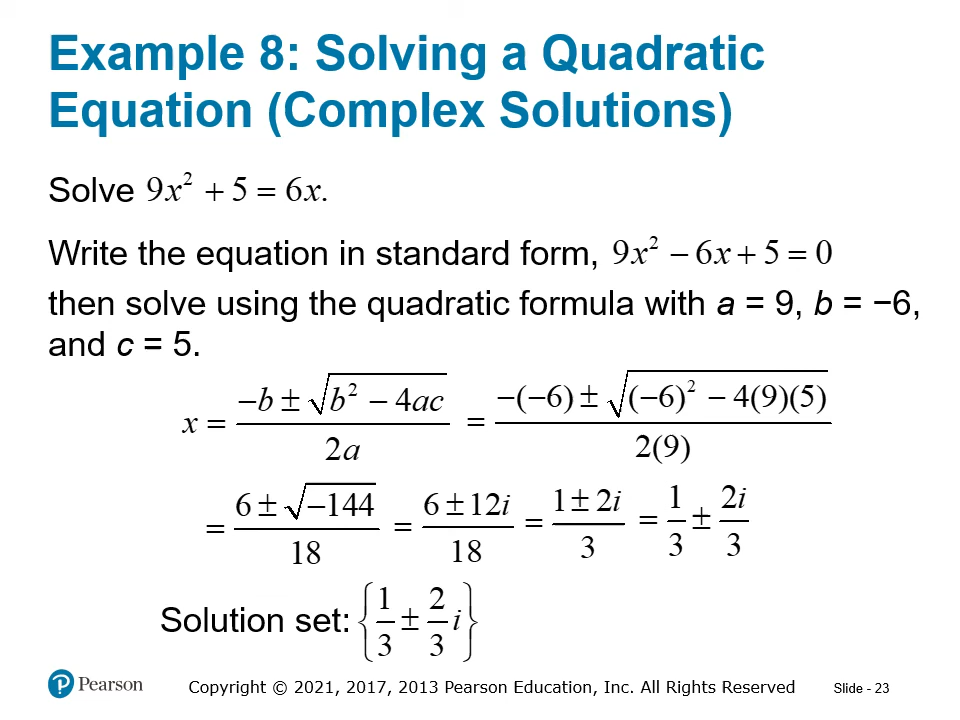 Example 8: Solving a Quadratic
Equation (Complex Solutions)
Solve 9x² + 5 = 6x.
Write the equation in standard form, 9x² − 6x + 5 = 0
then solve using the quadratic formula with a = 9, b = −6,
and c = 5.
x = (−b ± √(b² − 4ac))/(2a) = (−(−6) ± √((−6)² − 4(9)(5)))/(2(9))
= (6 ± √(−144))/18 = (6 ± 12i)/18 = (1 ± 2i)/3 = 1/3 ± 2i/3
Solution set: {1/3 ± 2/3 i}
P Pearson
Copyright © 2021, 2017, 2013 Pearson Education, Inc. All Rights Reserved
Slide - 23